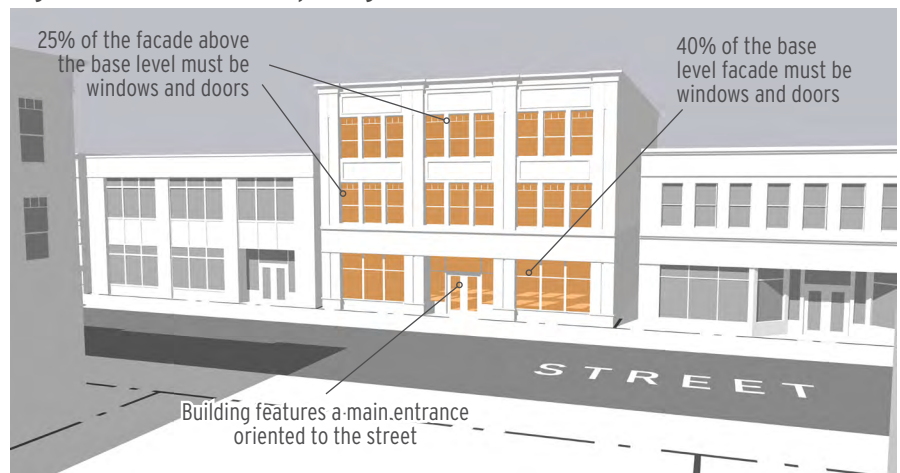 25% of the facade above
the base level must be
windows and doors
40% of the base
level facade must be
windows and doors
STREET
Building features a main entrance
oriented to the street